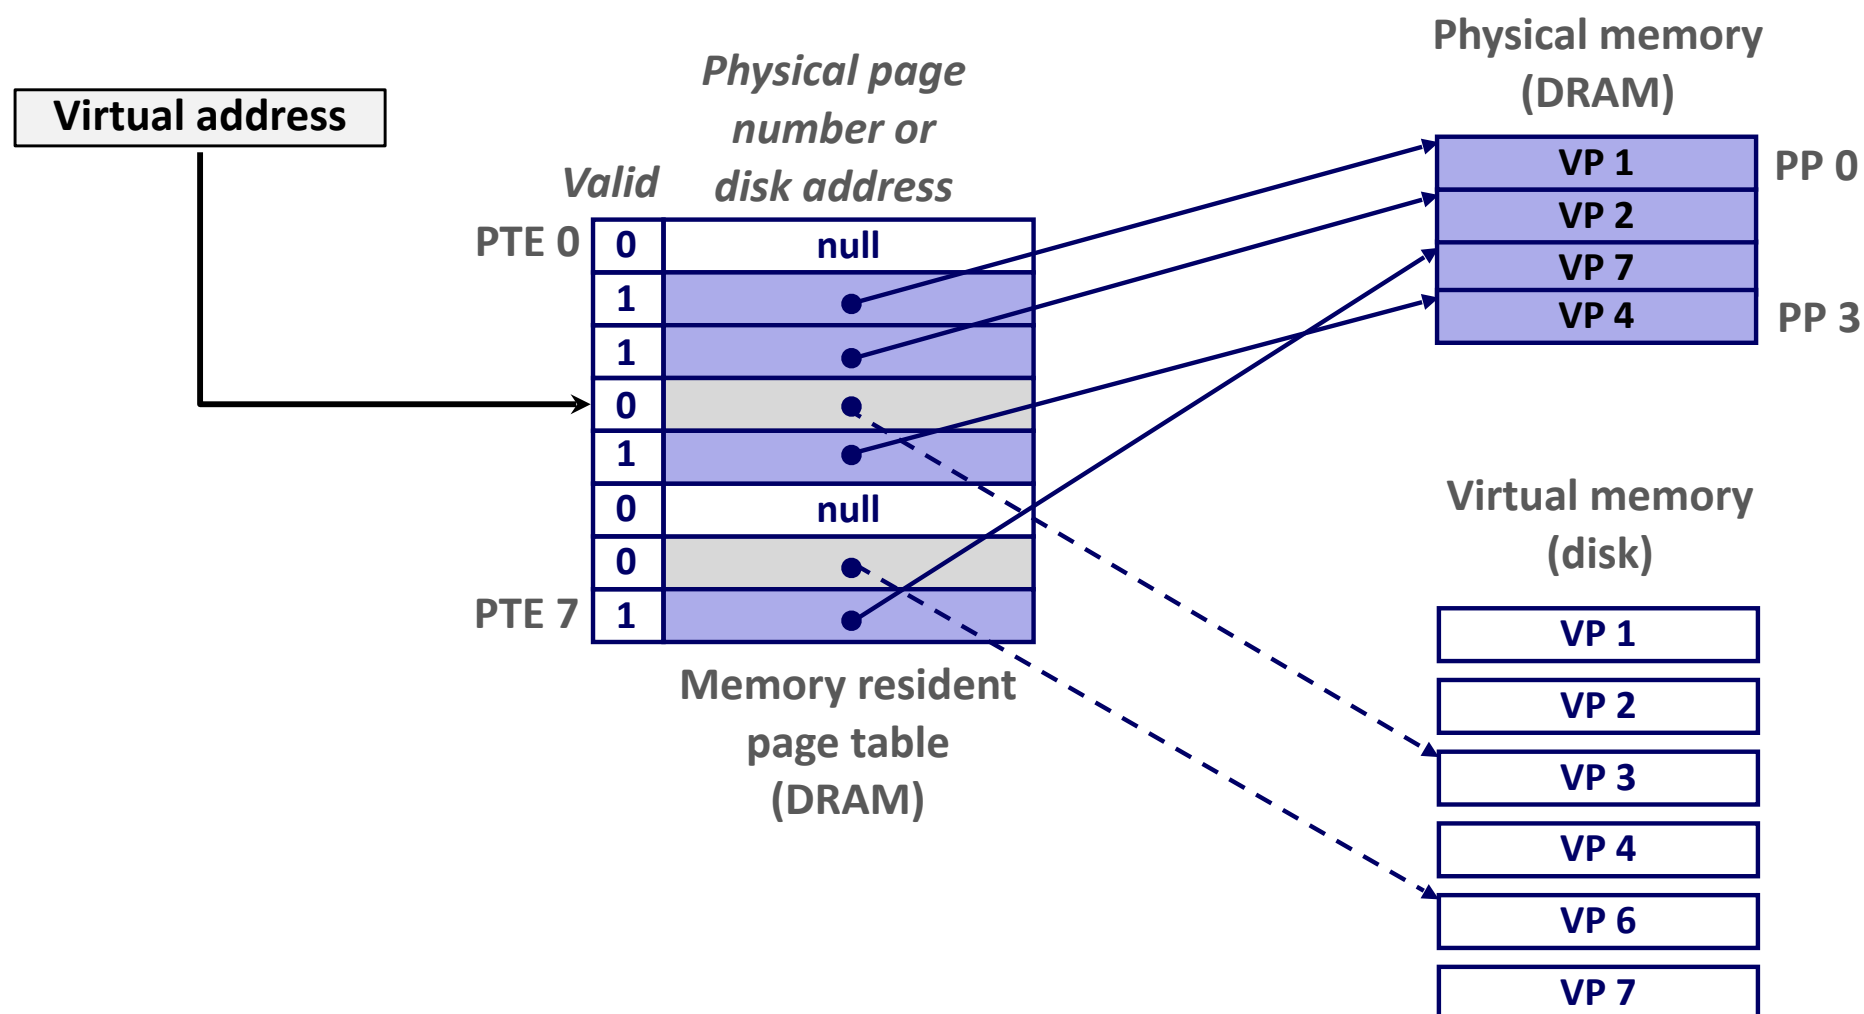 Virtual address
Physical page
number or
disk address
Valid
PTE 0
0
null
1
1
0
1
0
null
0
PTE 7
1
Memory resident
page table
(DRAM)
Physical memory
(DRAM)
VP 1
PP 0
VP 2
VP 7
VP 4
PP 3
Virtual memory
(disk)
VP 1
VP 2
VP 3
VP 4
VP 6
VP 7